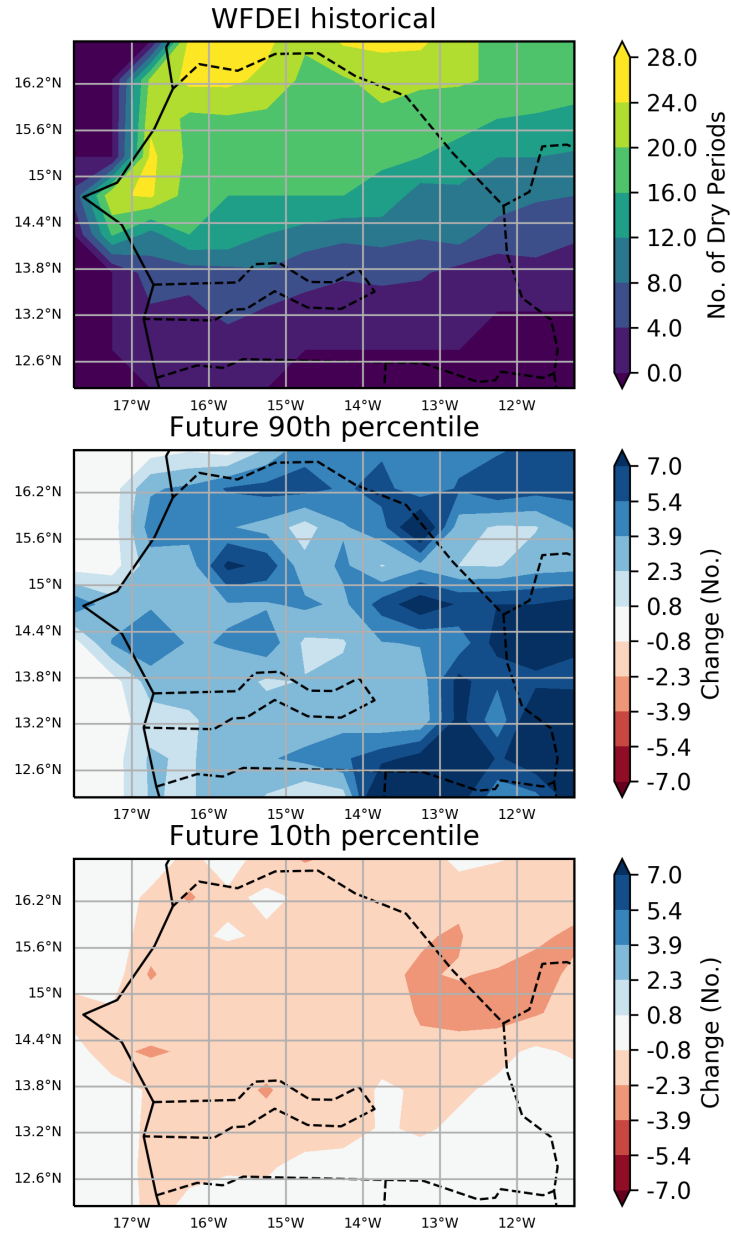 WFDEI historical
16.2°N
15.6°N
15°N
14.4°N
13.8°N
13.2°N
12.6°N
17°W 16°W 15°W 14°W 13°W 12°W
28.0
24.0
20.0
16.0
12.0
8.0
4.0
0.0
No. of Dry Periods
Future 90th percentile
16.2°N
15.6°N
15°N
14.4°N
13.8°N
13.2°N
12.6°N
17°W 16°W 15°W 14°W 13°W 12°W
7.0
5.4
3.9
2.3
0.8
-0.8
-2.3
-3.9
-5.4
-7.0
Change (No.)
Future 10th percentile
16.2°N
15.6°N
15°N
14.4°N
13.8°N
13.2°N
12.6°N
17°W 16°W 15°W 14°W 13°W 12°W
7.0
5.4
3.9
2.3
0.8
-0.8
-2.3
-3.9
-5.4
-7.0
Change (No.)